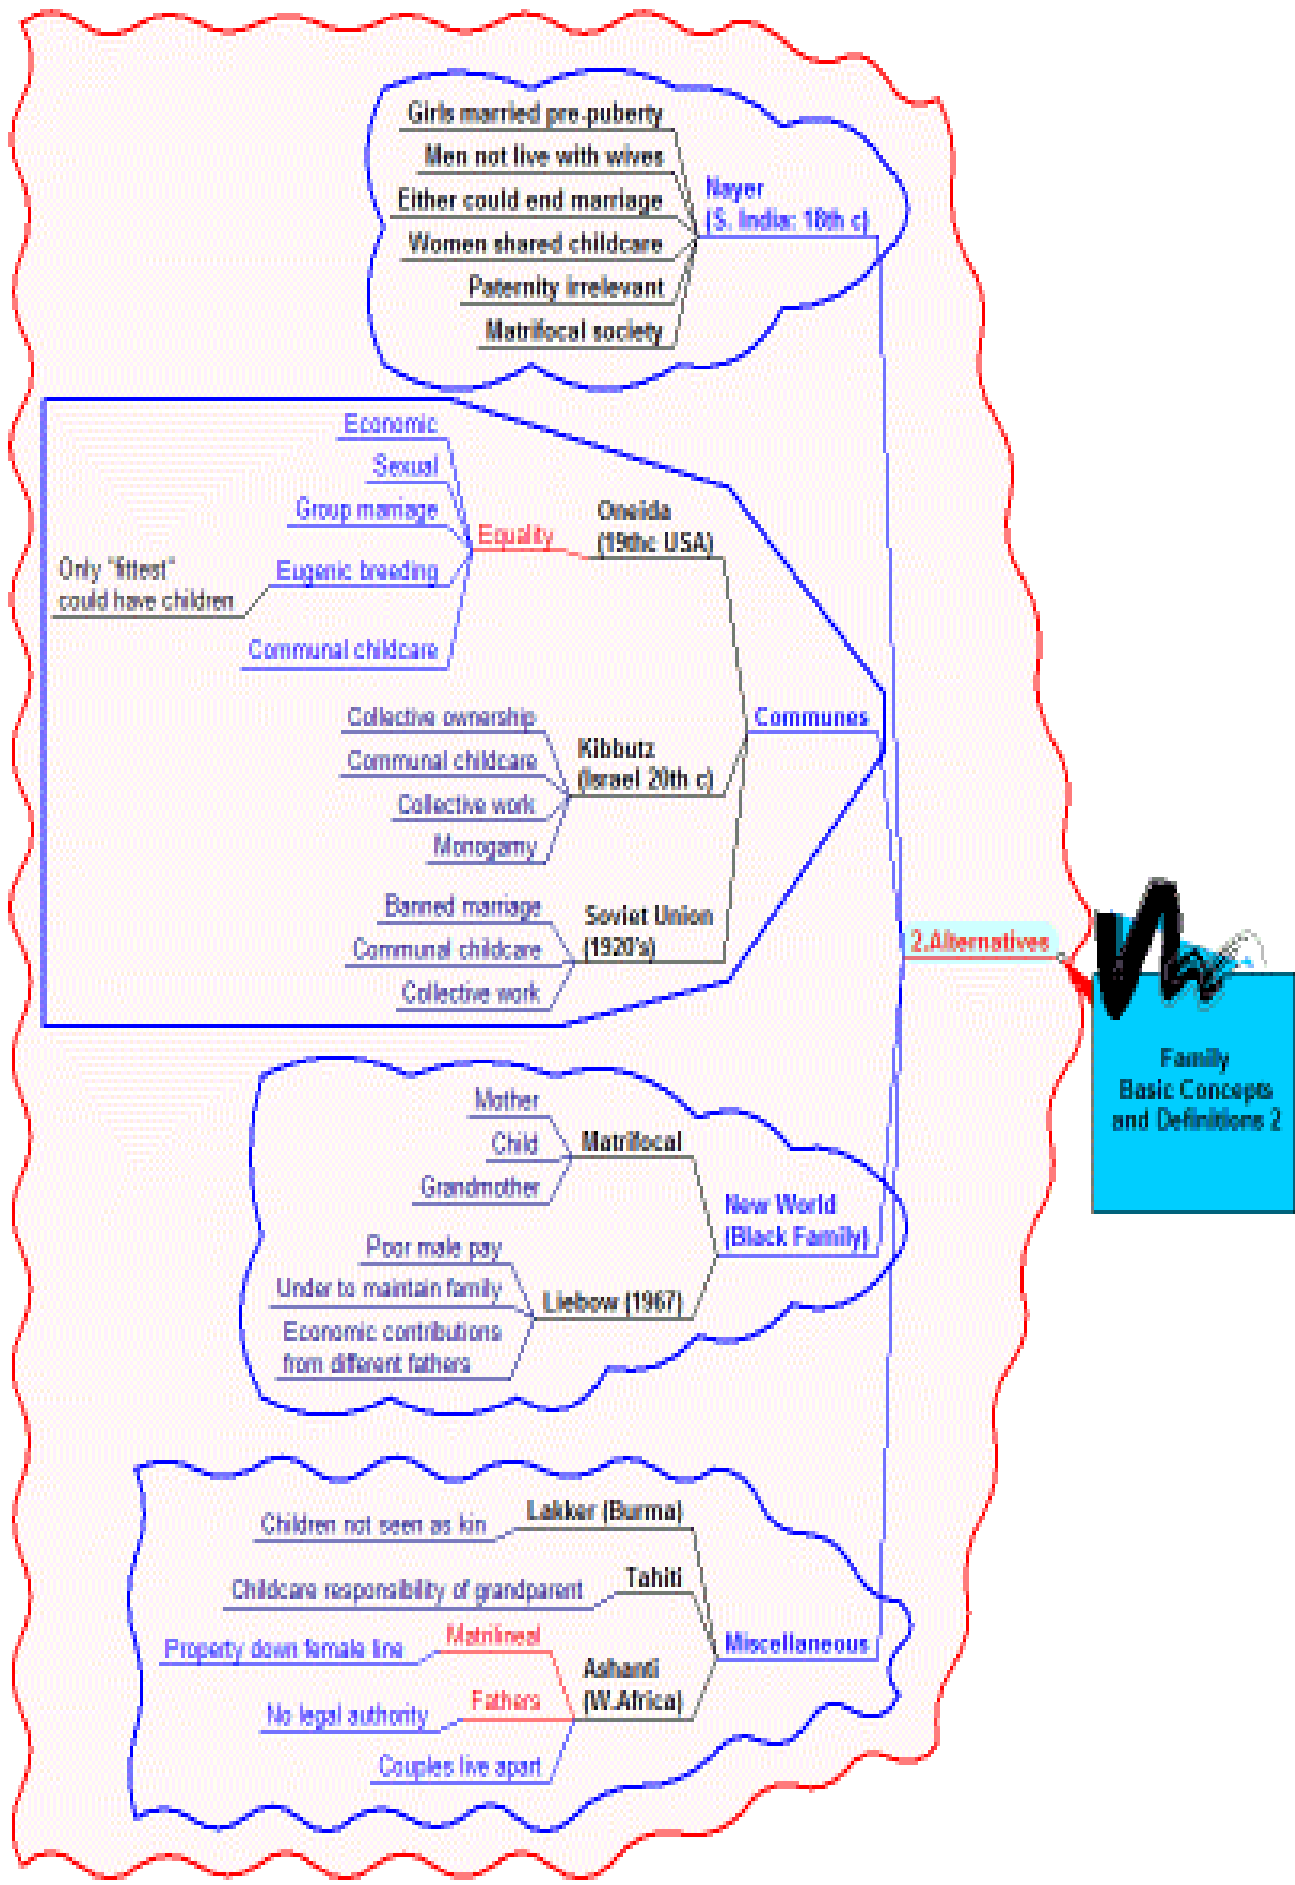 Girls married pre-puberty
Men not live with wives
Either could end marriage
Women shared childcare
Paternity irrelevant
Matrifocal society
Nayer
(S. India: 18th c)
Economic
Sexual
Group marriage
Eugenic breeding
Only "fittest"
could have children
Communal childcare
Equality
Oneida
(19thc USA)
Collective ownership
Communal childcare
Collective work
Monogamy
Kibbutz
(Israel 20th c)
Banned marriage
Communal childcare
Collective work
Soviet Union
(1920's)
Communes
2.Alternatives
Family
Basic Concepts
and Definitions 2
Mother
Child
Grandmother
Matrifocal
Poor male pay
Under to maintain family
Economic contributions
from different fathers
Liebow (1967)
New World
(Black Family)
Children not seen as kin
Lakker (Burma)
Childcare responsibility of grandparent
Tahiti
Property down female line
Matrilineal
No legal authority
Fathers
Couples live apart
Ashanti
(W.Africa)
Miscellaneous